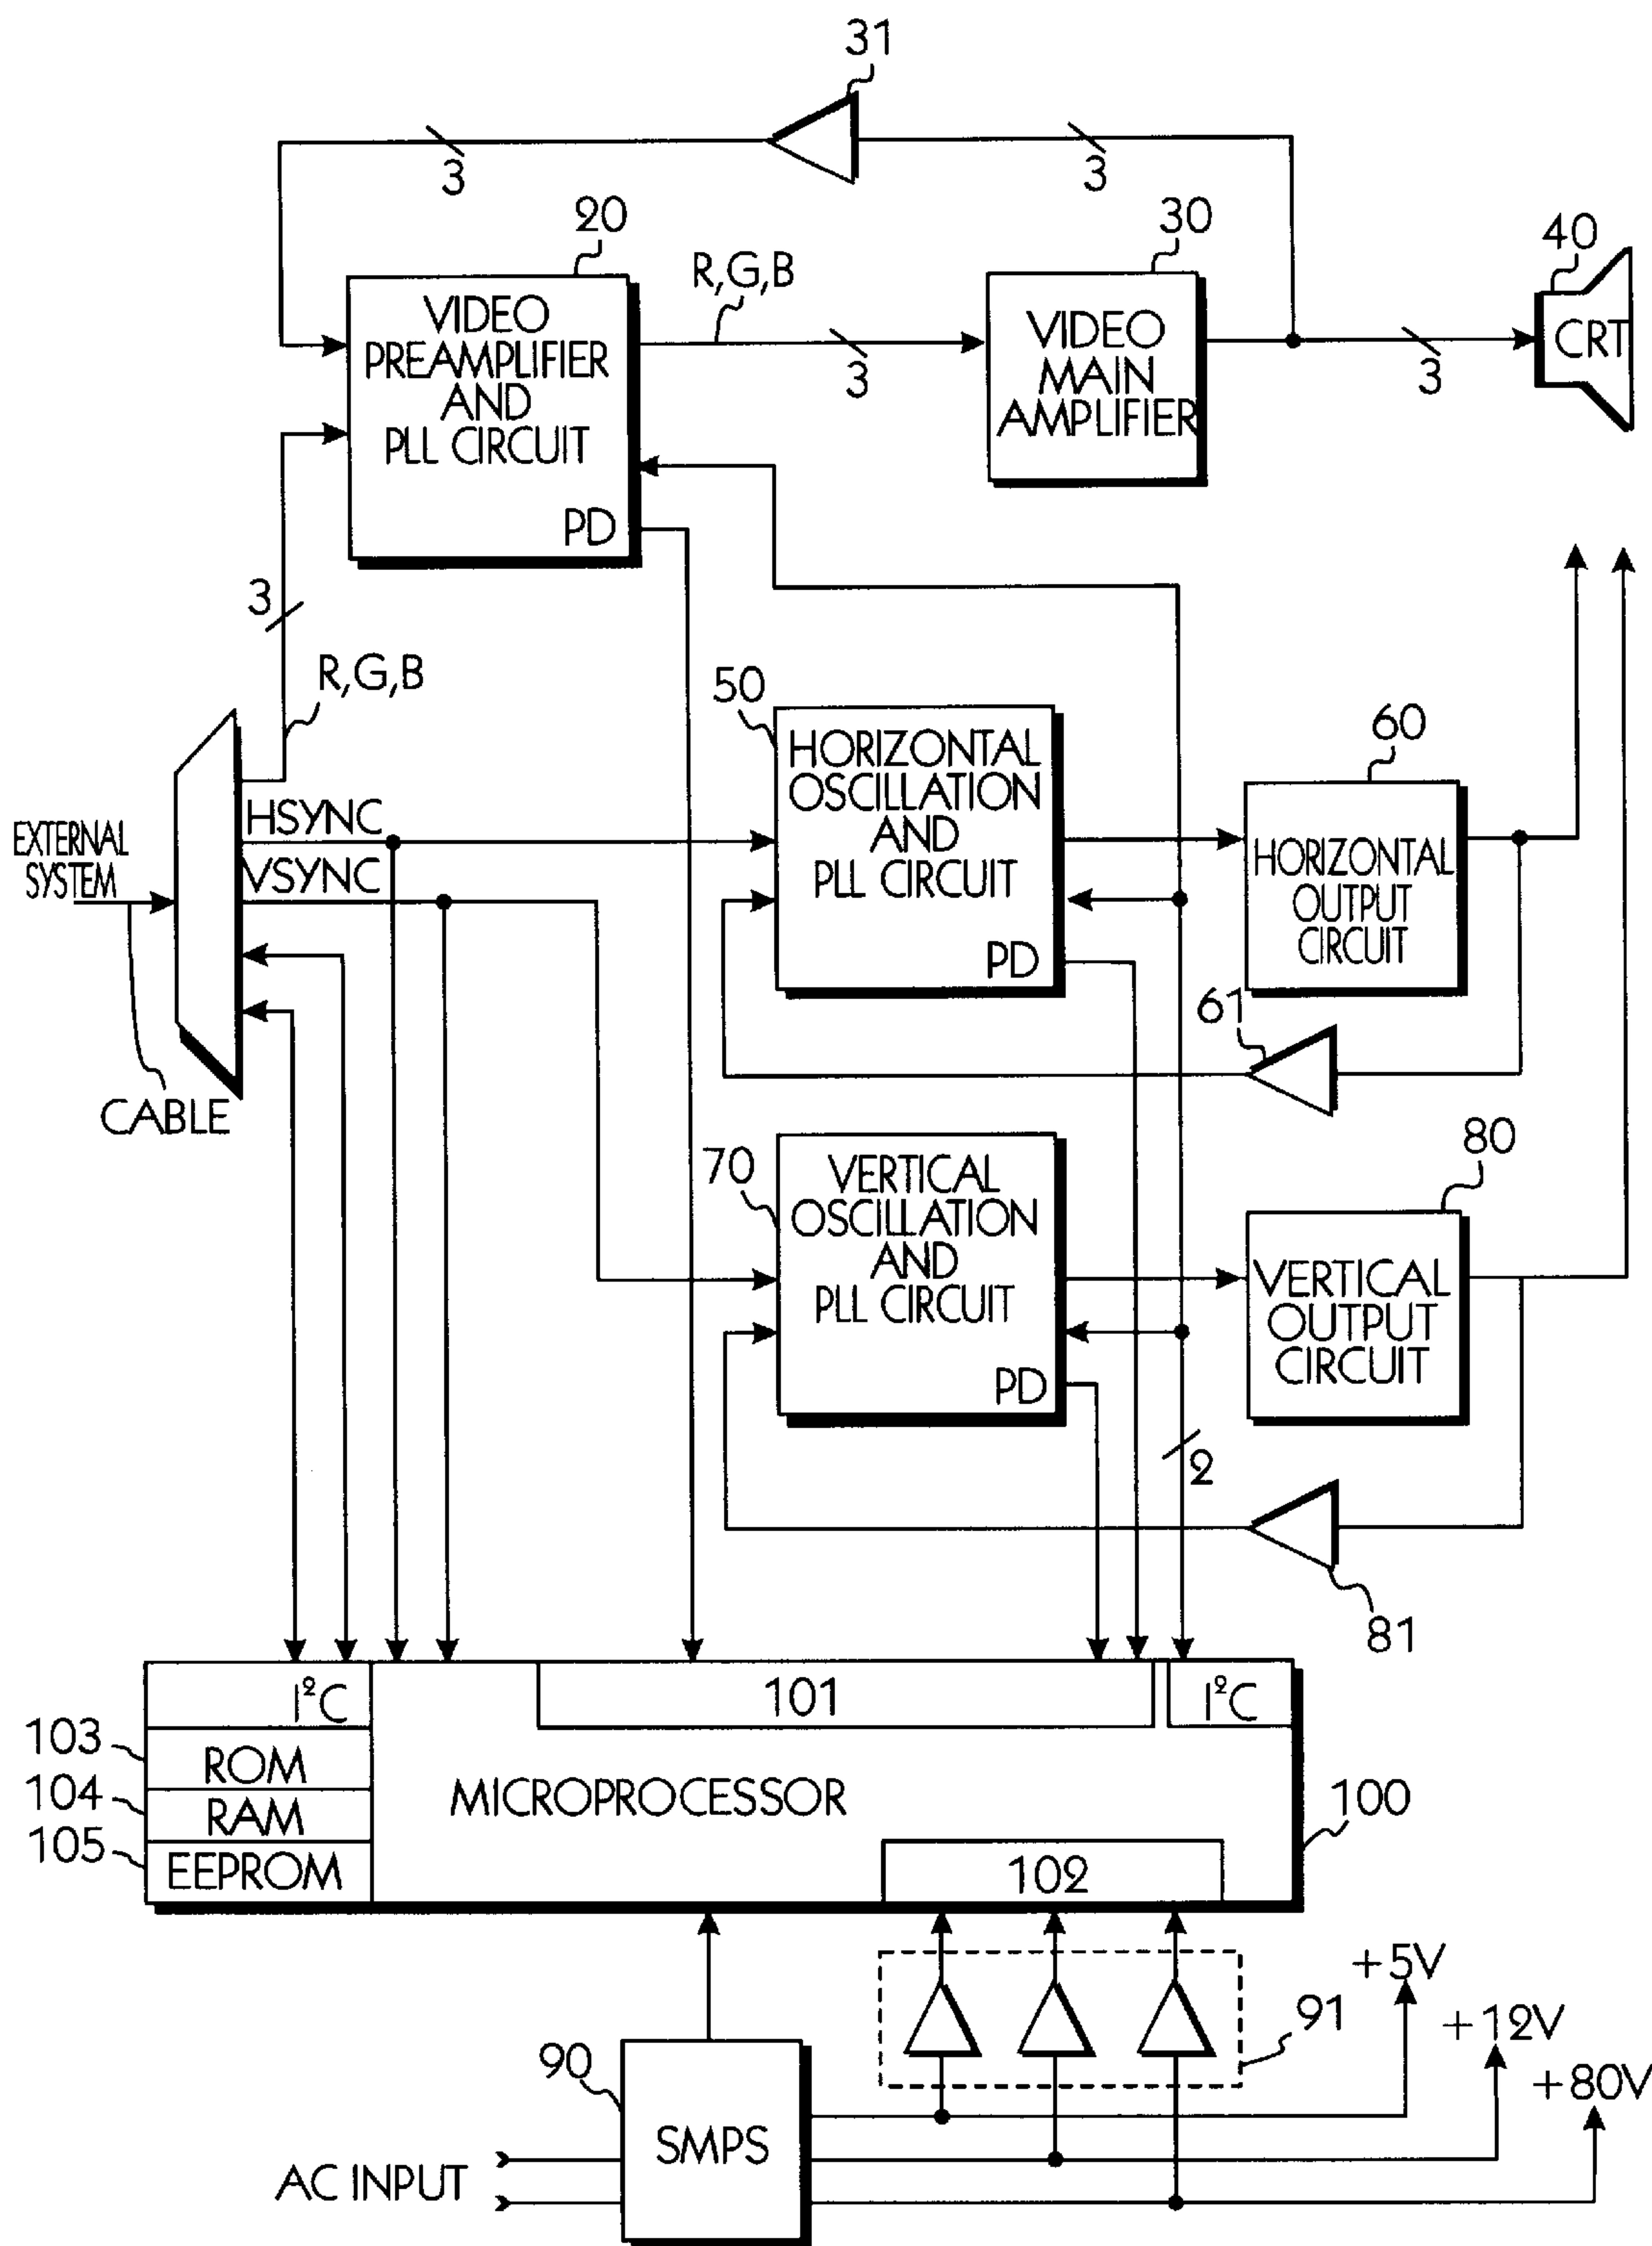 31
3
3
20
R,G,B
30
40
VIDEO
PREAMPLIFIER
AND
PLL CIRCUIT
PD
3
VIDEO
MAIN
AMPLIFIER
3
CRT
3
R,G,B
50
HORIZONTAL
OSCILLATION
AND
PLL CIRCUIT
PD
60
HORIZONTAL
OUTPUT
CIRCUIT
EXTERNAL
SYSTEM
HSYNC
VSYNC
CABLE
61
70
VERTICAL
OSCILLATION
AND
PLL CIRCUIT
PD
80
VERTICAL
OUTPUT
CIRCUIT
2
81
I²C
101
I²C
103
ROM
104
RAM
105
EEPROM
MICROPROCESSOR
100
102
91
+5V
+12V
+80V
90
SMPS
AC INPUT